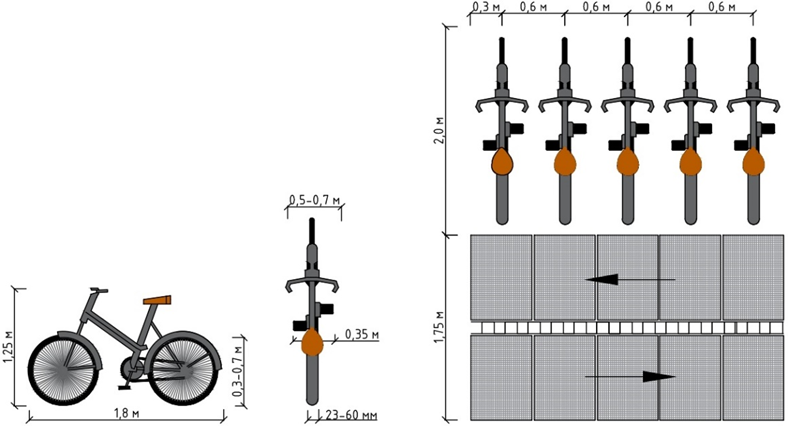 0,3 м
0,6 м
0,6 м
0,6 м
0,6 м
2,0 м
1,75 м
0,5-0,7 м
0,35 м
23-60 мм
1,25 м
0,3-0,7 м
1,8 м